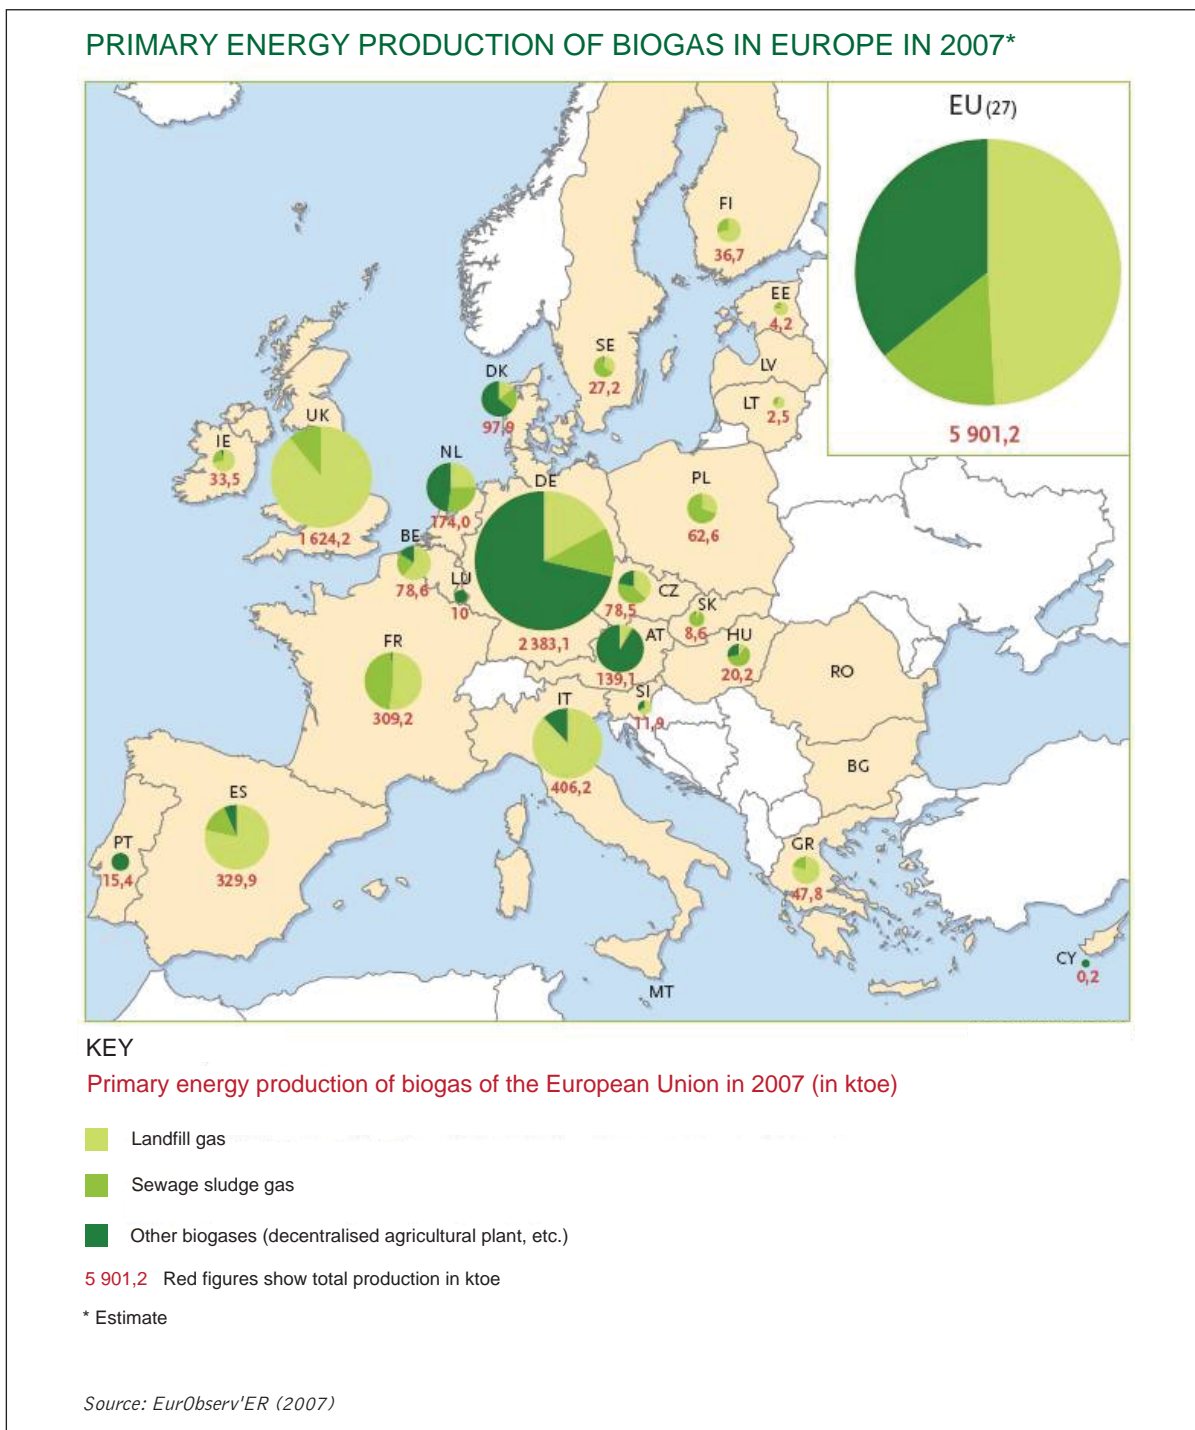 PRIMARY ENERGY PRODUCTION OF BIOGAS IN EUROPE IN 2007*
EU (27)
5 901,2
FI
36,7
EE
4,2
SE
27,2
LV
LT
2,5
DK
97,9
UK
1 624,2
IE
33,5
NL
174,0
DE
2 383,1
PL
62,6
BE
78,6
LU
10
CZ
78,5
SK
8,6
AT
139,1
HU
20,2
FR
309,2
RO
SI
11,9
IT
406,2
BG
ES
329,9
PT
15,4
GR
47,8
CY
0,2
MT
KEY
Primary energy production of biogas of the European Union in 2007 (in ktoe)
Landfill gas
Sewage sludge gas
Other biogases (decentralised agricultural plant, etc.)
5 901,2 Red figures show total production in ktoe
* Estimate
Source: EurObserv'ER (2007)